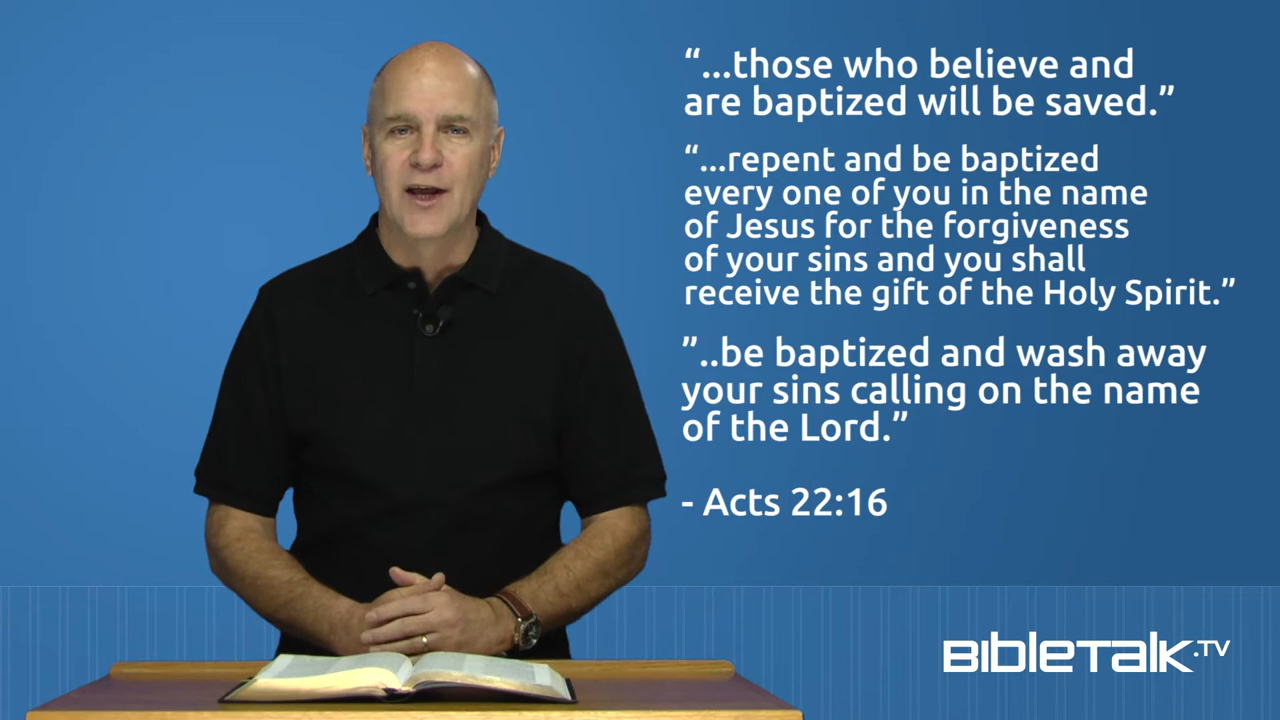 “...those who believe and
are baptized will be saved.”
“...repent and be baptized
every one of you in the name
of Jesus for the forgiveness
of your sins and you shall
receive the gift of the Holy Spirit.”
”..be baptized and wash away
your sins calling on the name
of the Lord.”
- Acts 22:16
BIBLETALK.TV